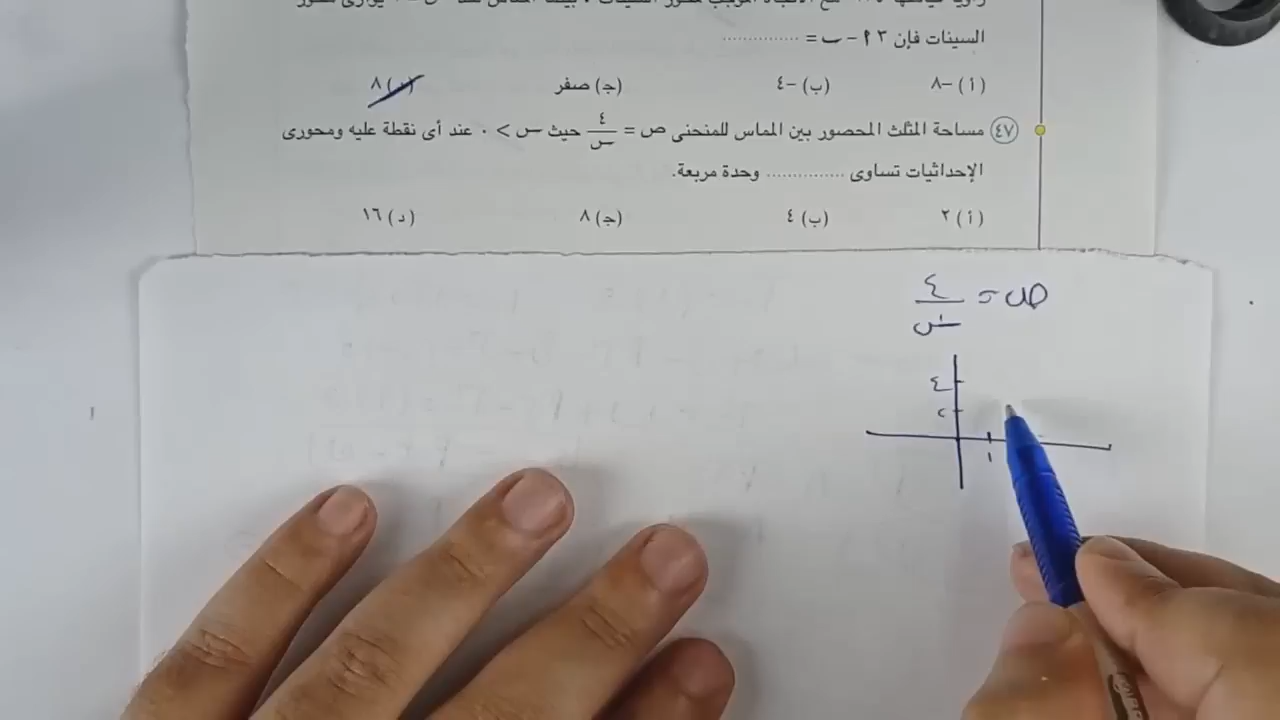 السينات فإن ٣ ٢ - ب = ...............
(أ) -٨ (ب) -٤ (جـ) صفر (د) ٨
٤٧ مساحة المثلث المحصور بين المماس للمنحنى ص = ٤/س حيث س > ٠ عند أى نقطة عليه ومحورى
الإحداثيات تساوى ............... وحدة مربعة.
(أ) ٢ (ب) ٤ (جـ) ٨ (د) ١٦
ص = ٤/س
٤
٢
١